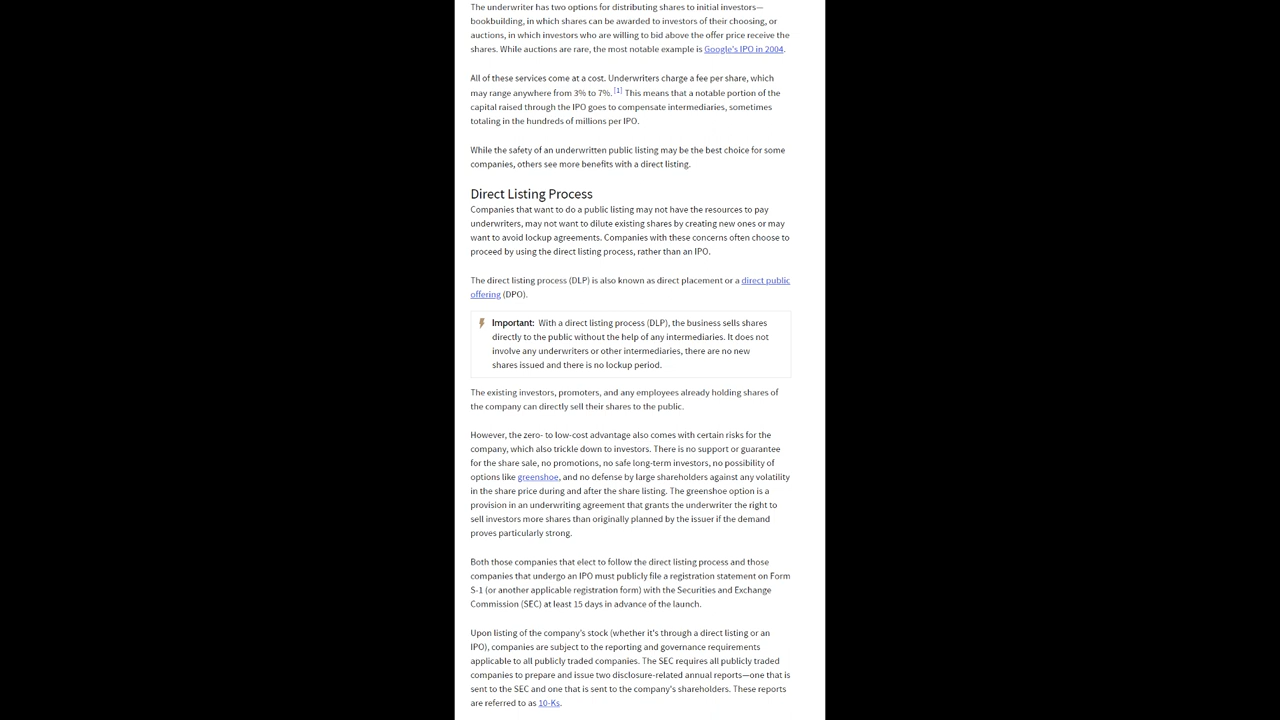 The underwriter has two options for distributing shares to initial investors—
bookbuilding, in which shares can be awarded to investors of their choosing, or
auctions, in which investors who are willing to bid above the offer price receive the
shares. While auctions are rare, the most notable example is Google's IPO in 2004.
All of these services come at a cost. Underwriters charge a fee per share, which
may range anywhere from 3% to 7%.[1] This means that a notable portion of the
capital raised through the IPO goes to compensate intermediaries, sometimes
totaling in the hundreds of millions per IPO.
While the safety of an underwritten public listing may be the best choice for some
companies, others see more benefits with a direct listing.
Direct Listing Process
Companies that want to do a public listing may not have the resources to pay
underwriters, may not want to dilute existing shares by creating new ones or may
want to avoid lockup agreements. Companies with these concerns often choose to
proceed by using the direct listing process, rather than an IPO.
The direct listing process (DLP) is also known as direct placement or a direct public
offering (DPO).
Important: With a direct listing process (DLP), the business sells shares
directly to the public without the help of any intermediaries. It does not
involve any underwriters or other intermediaries, there are no new
shares issued and there is no lockup period.
The existing investors, promoters, and any employees already holding shares of
the company can directly sell their shares to the public.
However, the zero- to low-cost advantage also comes with certain risks for the
company, which also trickle down to investors. There is no support or guarantee
for the share sale, no promotions, no safe long-term investors, no possibility of
options like greenshoe, and no defense by large shareholders against any volatility
in the share price during and after the share listing. The greenshoe option is a
provision in an underwriting agreement that grants the underwriter the right to
sell investors more shares than originally planned by the issuer if the demand
proves particularly strong.
Both those companies that elect to follow the direct listing process and those
companies that undergo an IPO must publicly file a registration statement on Form
S-1 (or another applicable registration form) with the Securities and Exchange
Commission (SEC) at least 15 days in advance of the launch.
Upon listing of the company's stock (whether it's through a direct listing or an
IPO), companies are subject to the reporting and governance requirements
applicable to all publicly traded companies. The SEC requires all publicly traded
companies to prepare and issue two disclosure-related annual reports—one that is
sent to the SEC and one that is sent to the company's shareholders. These reports
are referred to as 10-Ks.